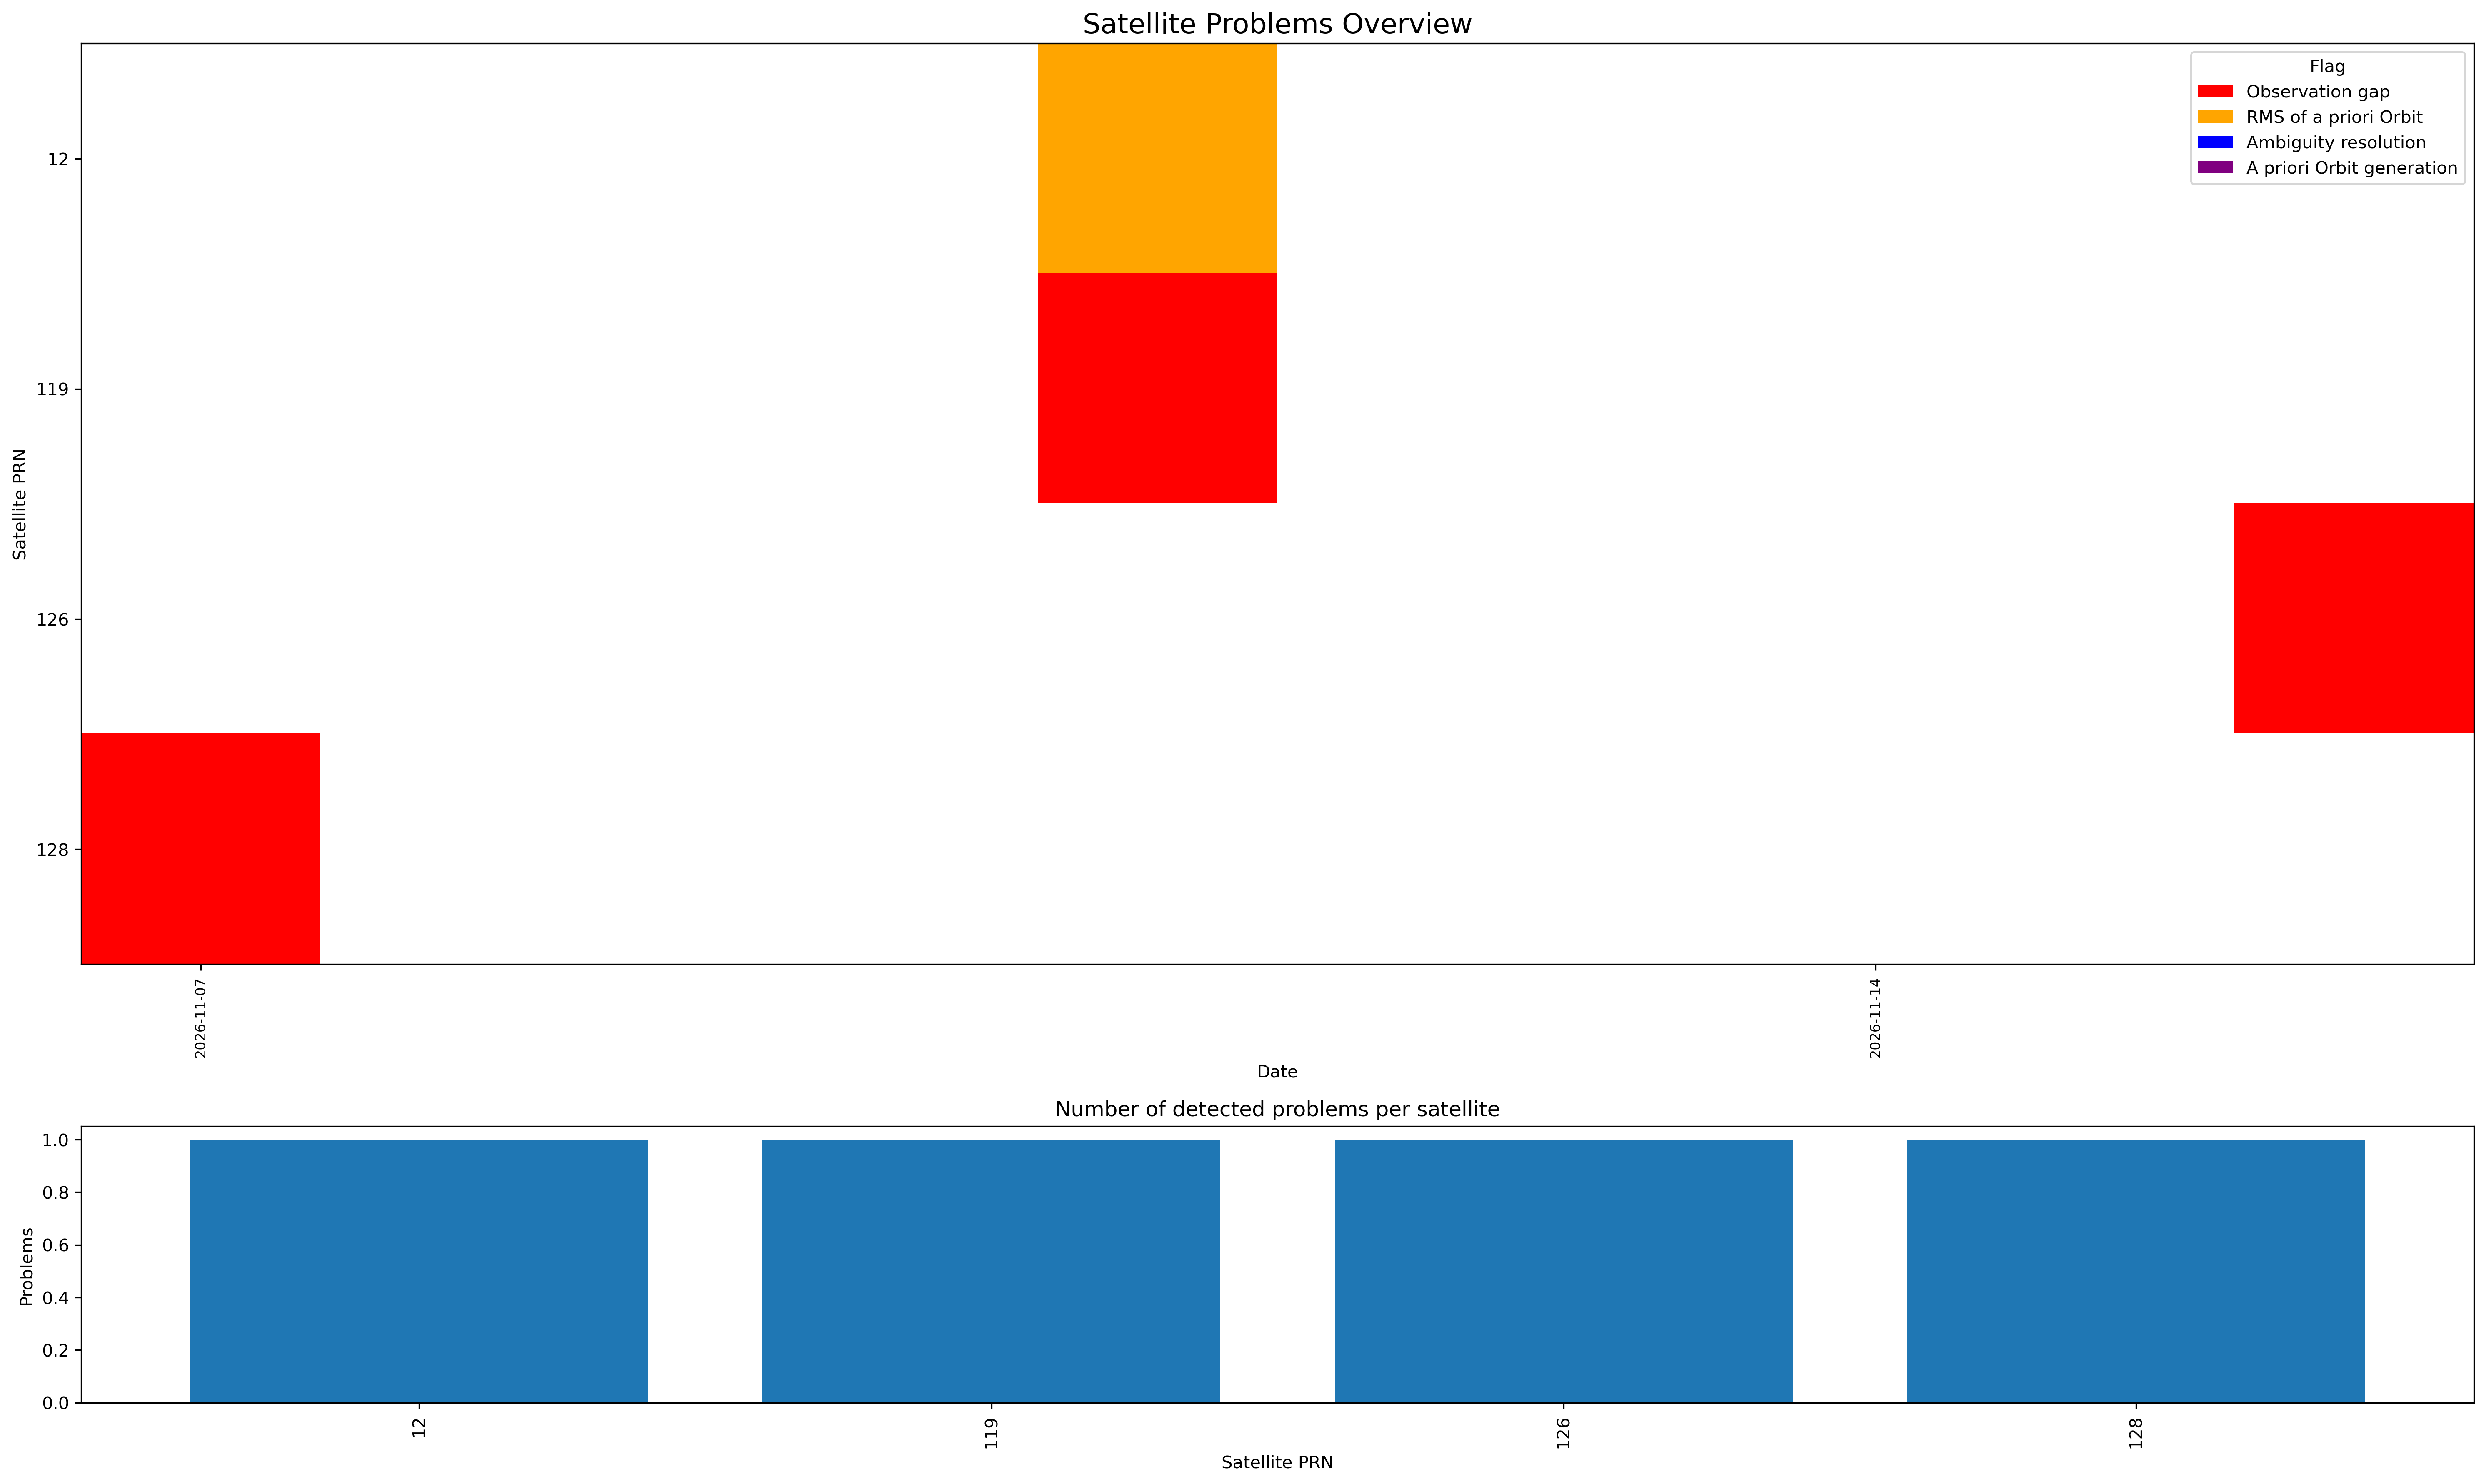 Satellite Problems Overview
Flag
Observation gap
RMS of a priori Orbit
Ambiguity resolution
A priori Orbit generation
Satellite PRN
12
119
126
128
2026-11-07
2026-11-14
Date
Number of detected problems per satellite
Problems
1.0
0.8
0.6
0.4
0.2
0.0
12
119
126
128
Satellite PRN